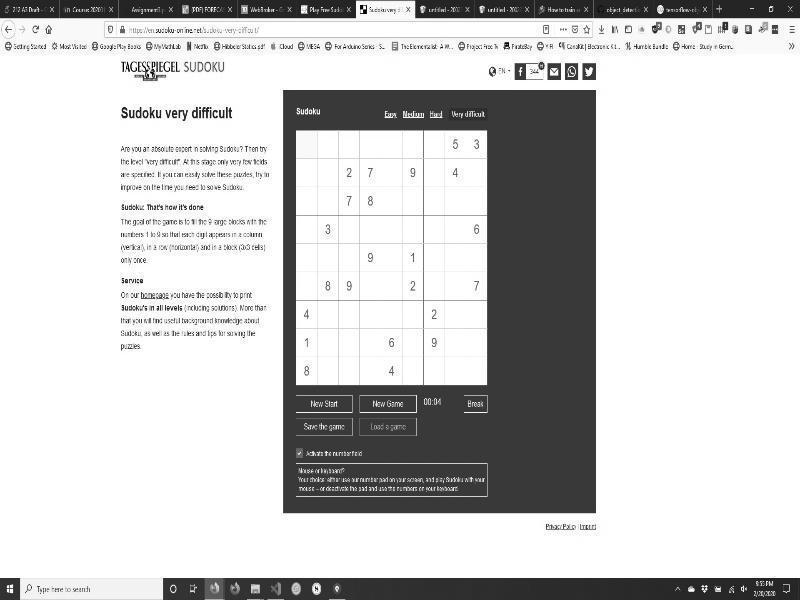 212 A3 Draft -
Course: 20201
Assignment1.p
[PDF] FORECA
WebBroker -
Play Free Sudo
Sudoku very di
untitled - 2002
untitled - 2002
How to train
object_detecti
tensorflow-obj
https://en.sudoku-online.net/sudoku-very-difficult/
Getting Started
Most Visited
Google Play Books
MyMathLab
Netflix
Hibbeler Statics pdf
iCloud
MEGA
For Arduino Series - S...
The Elementalist: A W...
Project Free Tv
PirateBay
YIFI
CanaKit | Electronic Kit...
Humble Bundle
Home - Study in Germ...
TAGESSPIEGEL SUDOKU
EN
344
Sudoku very difficult
Are you an absolute expert in solving Sudoku? Then try
the level "very difficult". At this stage only very few fields
are specified. If you can easily solve these puzzles, try to
improve on the time you need to solve Sudoku.
Sudoku: That's how it's done
The goal of the game is to fill the 9 large blocks with the
numbers 1 to 9 so that each digit appears in a column
(vertical), in a row (horizontal) and in a block (3x3 cells)
only once.
Service
On our homepage you have the possibility to print
Sudoku's in all levels (including solutions). More than
that you will find useful background knowledge about
Sudoku, as well as the rules and tips for solving the
puzzles.
Sudoku
Easy Medium Hard Very difficult
5 3
2 7 9 4
7 8
3 6
9 1
8 9 2 7
4 2
1 6 9
8 4
New Start New Game 00:04 Break
Save the game Load a game
Activate the number field
Mouse or keyboard?
Your choice: either use our number pad on your screen, and play Sudoku with your
mouse – or deactivate the pad and use the numbers on your keyboard.
Privacy Policy | Imprint
Type here to search
9:55 PM
2/20/2020